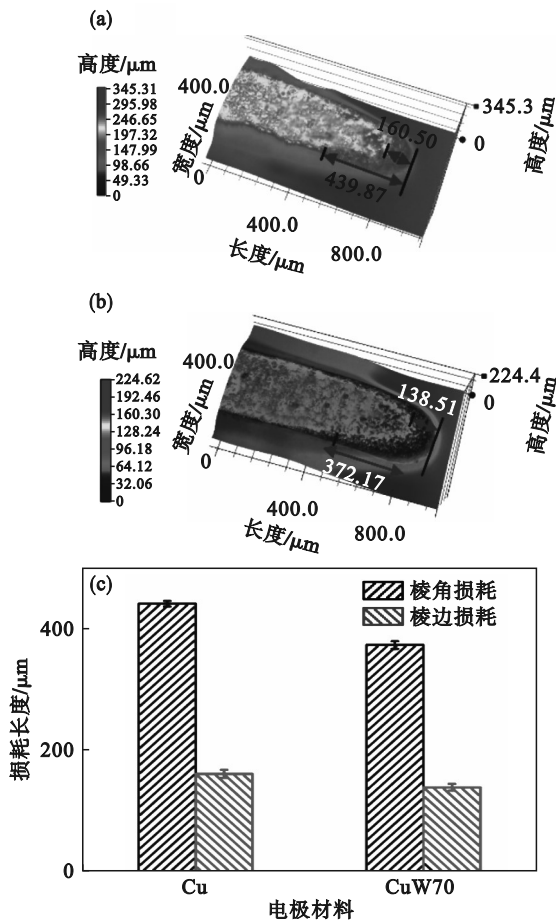 (a)
高度/μm
345.31
295.98
246.65
197.32
147.99
98.66
49.33
0
400.0
宽度/μm
0
400.0
800.0
长度/μm
160.50
439.87
345.3
0
高度/μm
(b)
高度/μm
224.62
192.46
160.30
128.24
96.18
64.12
32.06
0
400.0
宽度/μm
0
400.0
800.0
长度/μm
138.51
372.17
224.4
0
高度/μm
(c)
棱角损耗
棱边损耗
损耗长度/μm
400
200
0
Cu
CuW70
电极材料